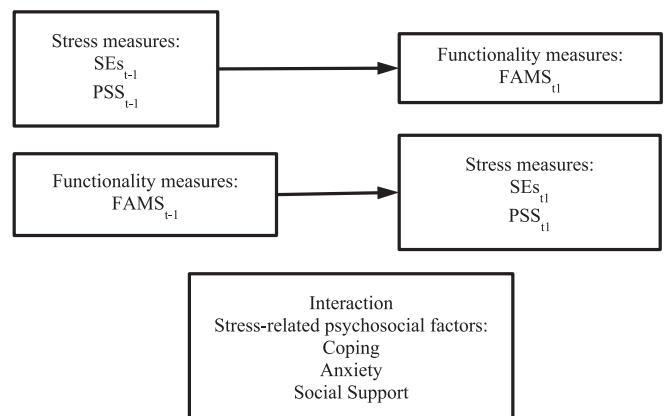 Stress measures:
SEs t-1
PSS t-1
Functionality measures:
FAMS t1
Functionality measures:
FAMS t-1
Stress measures:
SEs t1
PSS t1
Interaction
Stress-related psychosocial factors:
Coping
Anxiety
Social Support